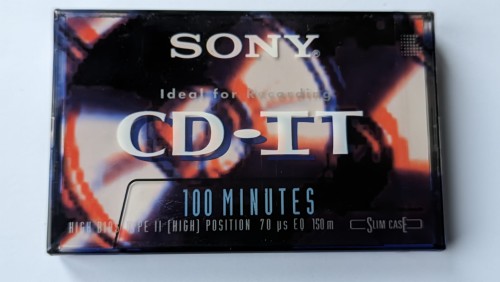 SONY®
Ideal for Recording
CD·IT
100 MINUTES
HIGH BIAS TYPE II [HIGH] POSITION 70 µs EQ 150m
SLIM CASE